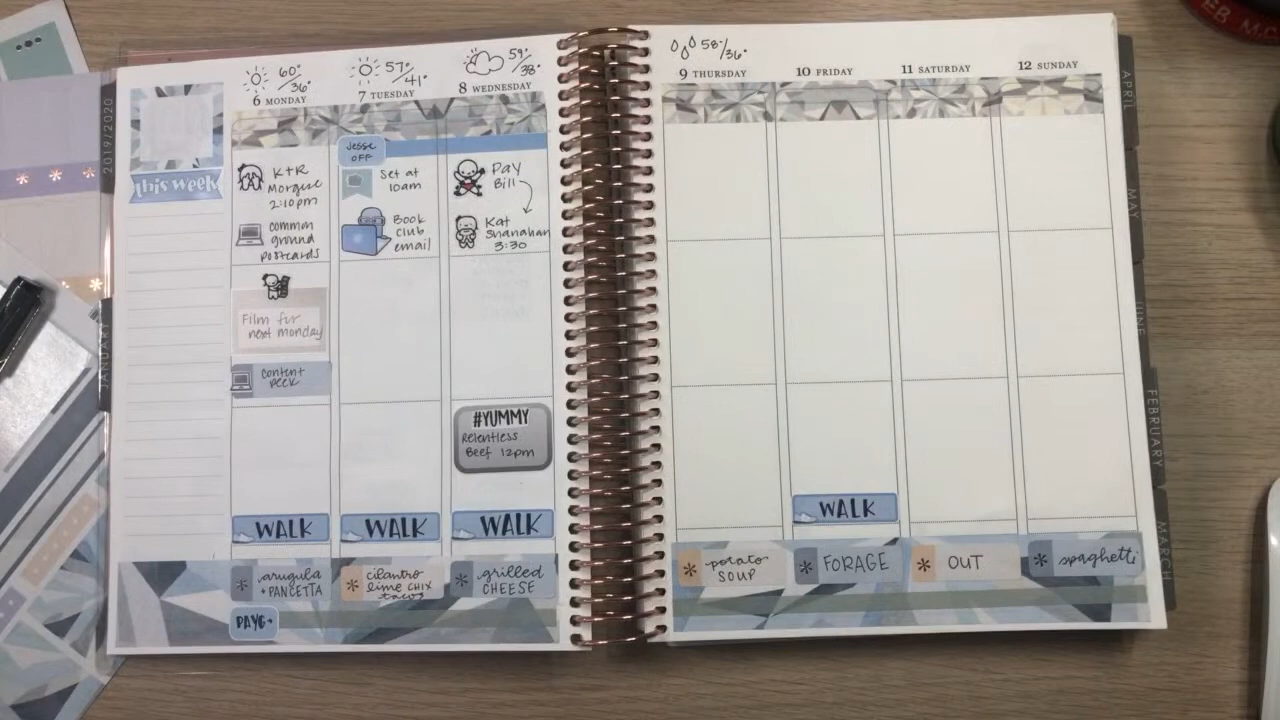 60°
36°
6 MONDAY
57°
41°
7 TUESDAY
59°
38°
8 WEDNESDAY
58°
36°
9 THURSDAY
10 FRIDAY
11 SATURDAY
12 SUNDAY
2019/2020
JANUARY
this week
K+R
2:10pm
common
ground
postcards
Film for
next monday
content
WALK
Jesse
OFF
Set at
10am
Book
club
email
WALK
Pay
Bill
Kat
Shanahan
3:30
#YUMMY
Relentless
Beef 12pm
WALK
WALK
arugula
+ PANCETTA
cilantro
lime CHIX
tacos
grilled
CHEESE
potato
SOUP
FORAGE
OUT
spaghetti
APRIL
MAY
JUNE
FEBRUARY
MARCH